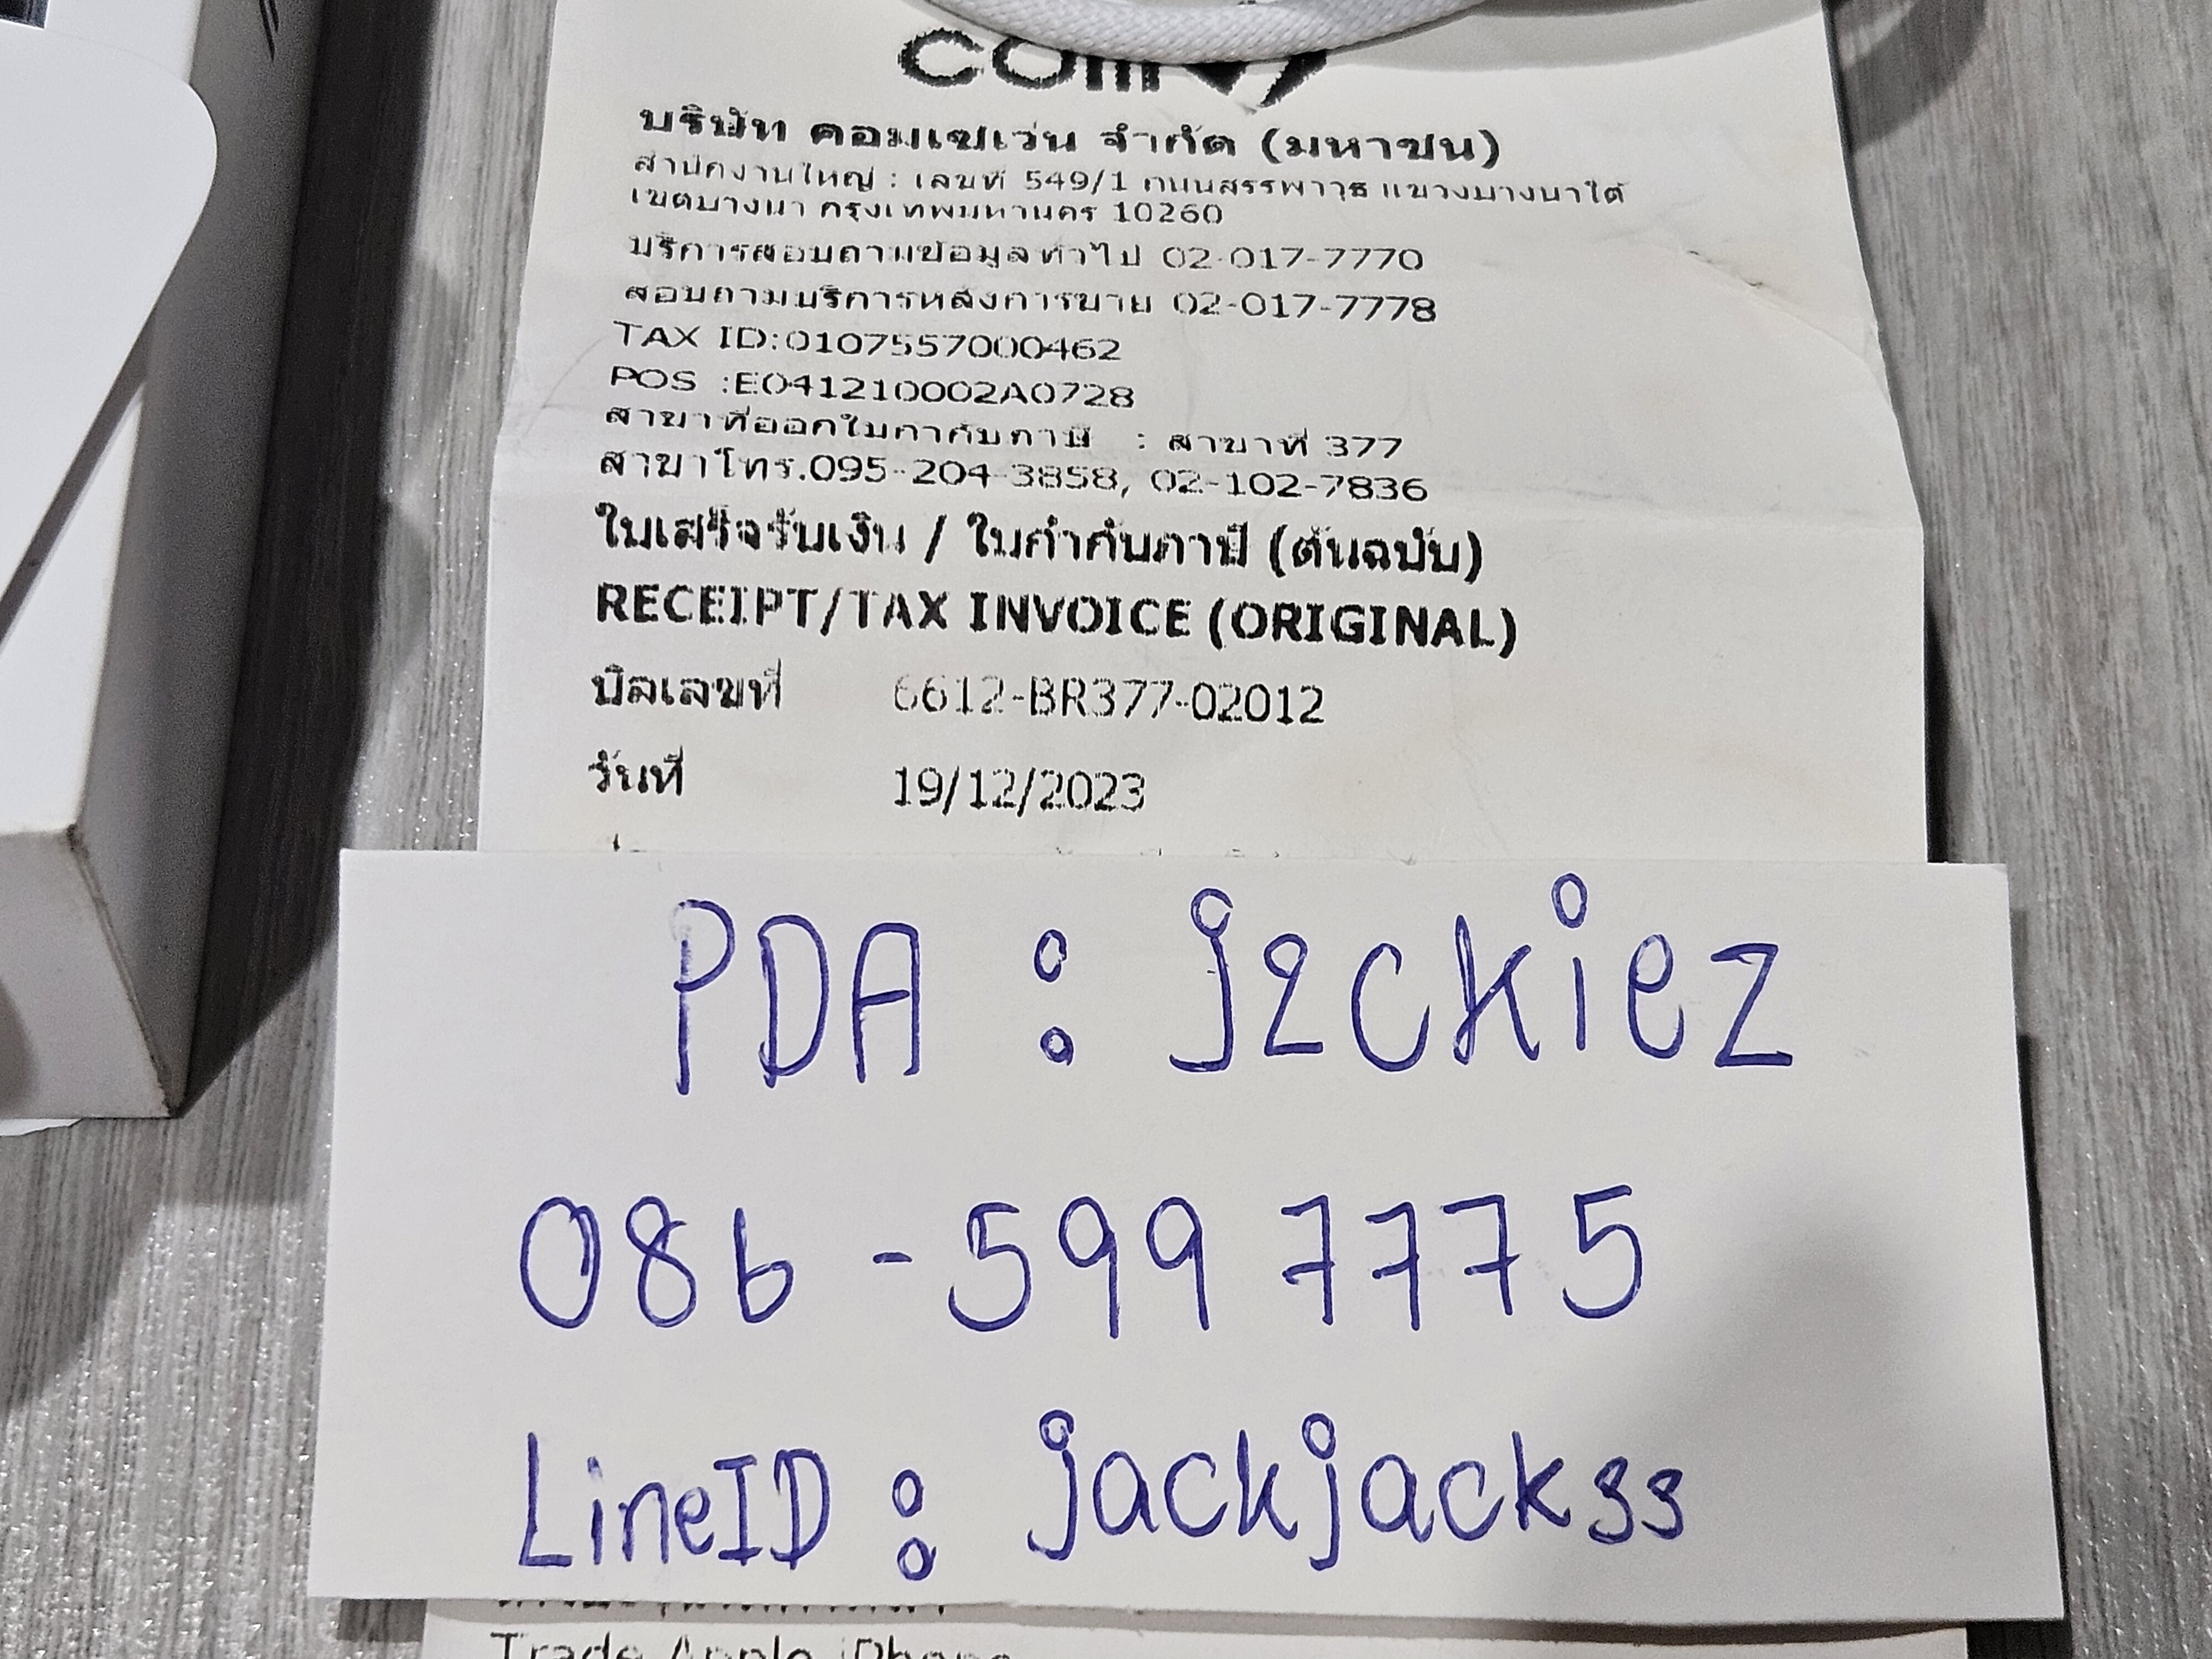 บริษัท คอมเซเว่น จำกัด (มหาชน)
สำนักงานใหญ่ : เลขที่ 549/1 ถนนสรรพาวุธ แขวงบางนาใต้
เขตบางนา กรุงเทพมหานคร 10260
บริการสอบถามข้อมูลทั่วไป 02-017-7770
สอบถามบริการหลังการขาย 02-017-7778
TAX ID:0107557000462
POS :E041210002A0728
สาขาที่ออกใบกำกับภาษี : สาขาที่ 377
สาขาโทร.095-204-3858, 02-102-7836
ใบเสร็จรับเงิน / ใบกำกับภาษี (ต้นฉบับ)
RECEIPT/TAX INVOICE (ORIGINAL)
บิลเลขที่ 6612-BR377-02012
วันที่ 19/12/2023
PDA : j2ckiez
086 - 599 7775
LineID : jackjackss
Trade Apple iPhone